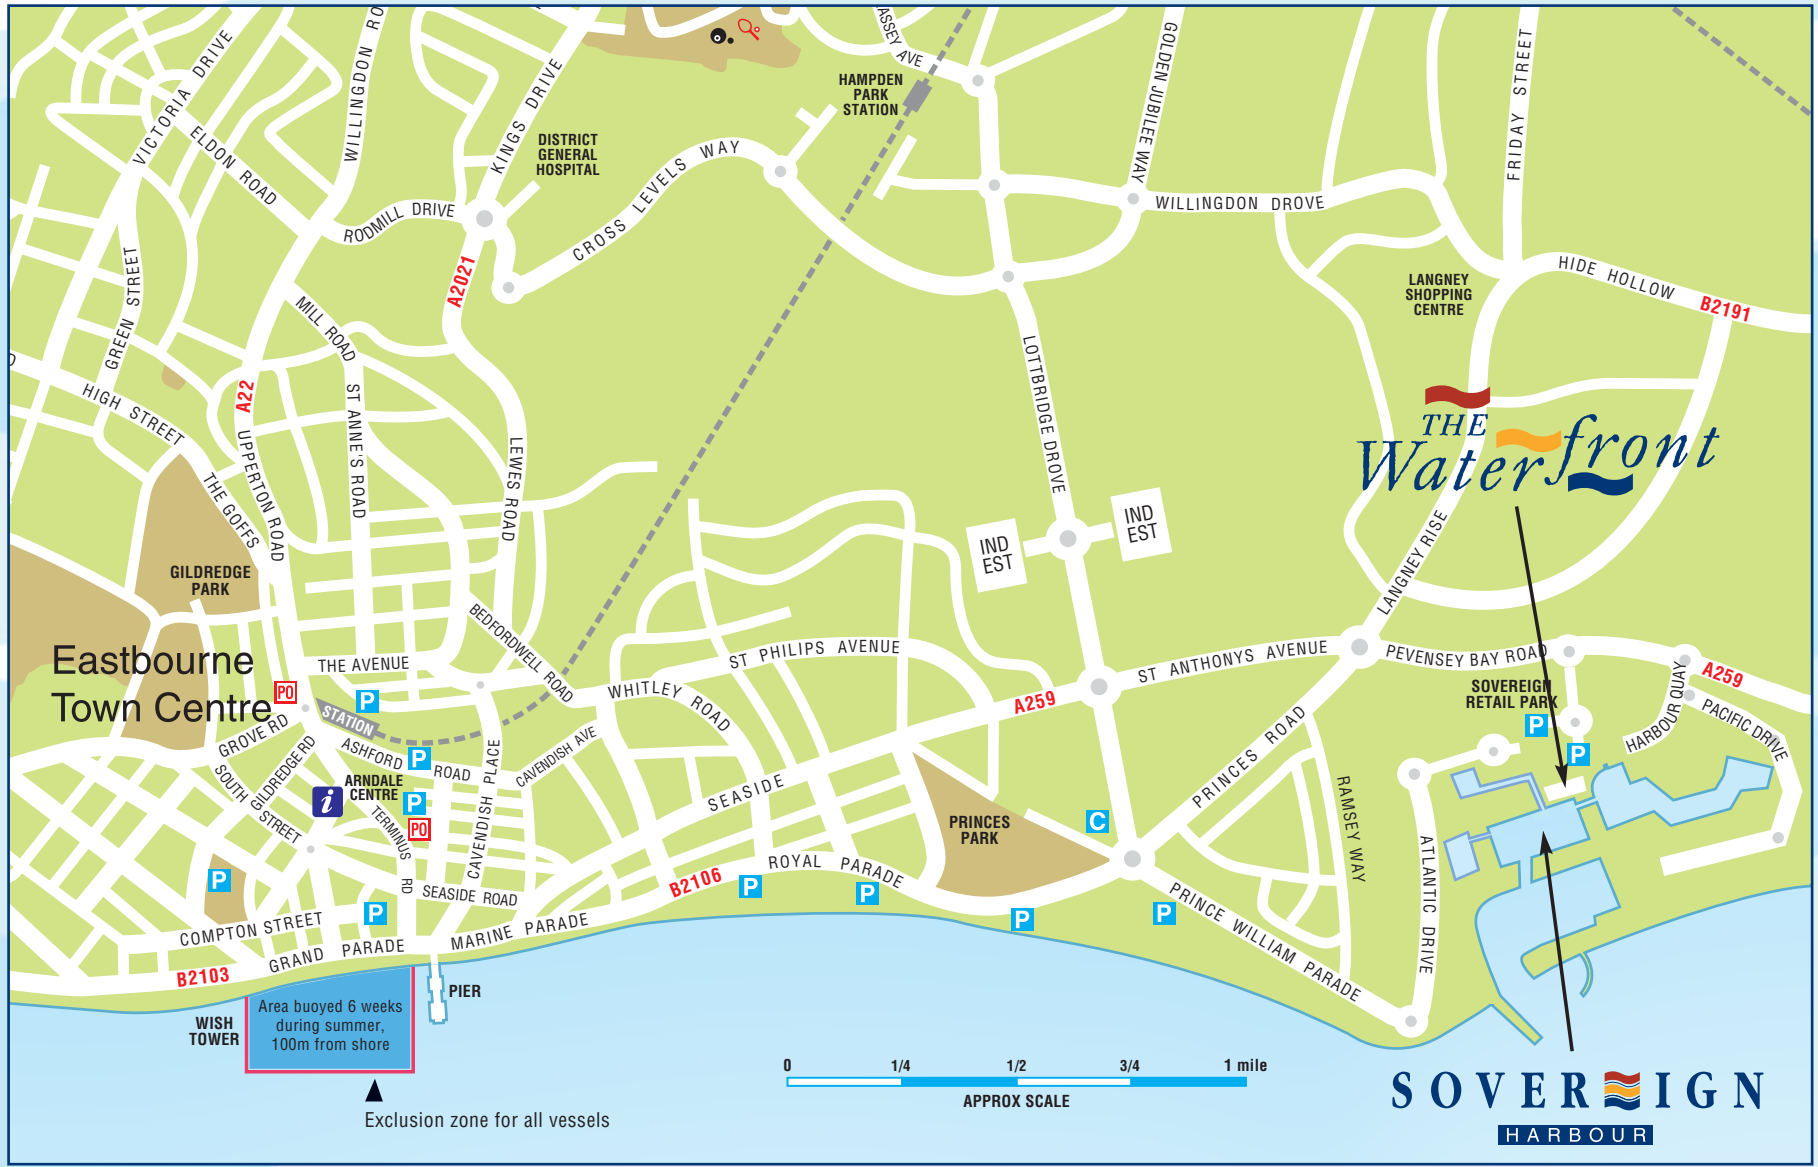 VICTORIA DRIVE
WILLINGDON RO
KINGS DRIVE
ASSEY AVE
GOLDEN JUBILEE WAY
FRIDAY STREET
HAMPDEN
PARK
STATION
DISTRICT
GENERAL
HOSPITAL
ELDON ROAD
RODMILL DRIVE
CROSS LEVELS WAY
WILLINGDON DROVE
HIDE HOLLOW
B2191
LANGNEY
SHOPPING
CENTRE
A2021
GREEN STREET
MILL ROAD
HIGH STREET
A22
ST ANNE'S ROAD
UPPERTON ROAD
LEWES ROAD
LOTTBRIDGE DROVE
THE
Waterfront
THE GOFFS
IND
EST
IND
EST
LANGNEY RISE
GILDREDGE
PARK
BEDFORDWELL ROAD
Eastbourne
Town Centre
THE AVENUE
ST PHILIPS AVENUE
ST ANTHONYS AVENUE
PEVENSEY BAY ROAD
A259
A259
SOVEREIGN
RETAIL PARK
P
P
HARBOUR QUAY
PACIFIC DRIVE
PO
P
STATION
WHITLEY ROAD
GROVE RD
ASHFORD ROAD
P
CAVENDISH AVE
CAVENDISH PLACE
SOUTH STREET
GILDREDGE RD
ARNDALE
CENTRE
i
P
PO
TERMINUS RD
SEASIDE
PRINCES ROAD
RAMSEY WAY
PRINCES
PARK
C
ATLANTIC DRIVE
P
SEASIDE ROAD
B2106
ROYAL PARADE
P
P
P
P
P
PRINCE WILLIAM PARADE
COMPTON STREET
GRAND PARADE
MARINE PARADE
B2103
PIER
WISH
TOWER
Area buoyed 6 weeks
during summer,
100m from shore
Exclusion zone for all vessels
0 1/4 1/2 3/4 1 mile
APPROX SCALE
SOVEREIGN
HARBOUR